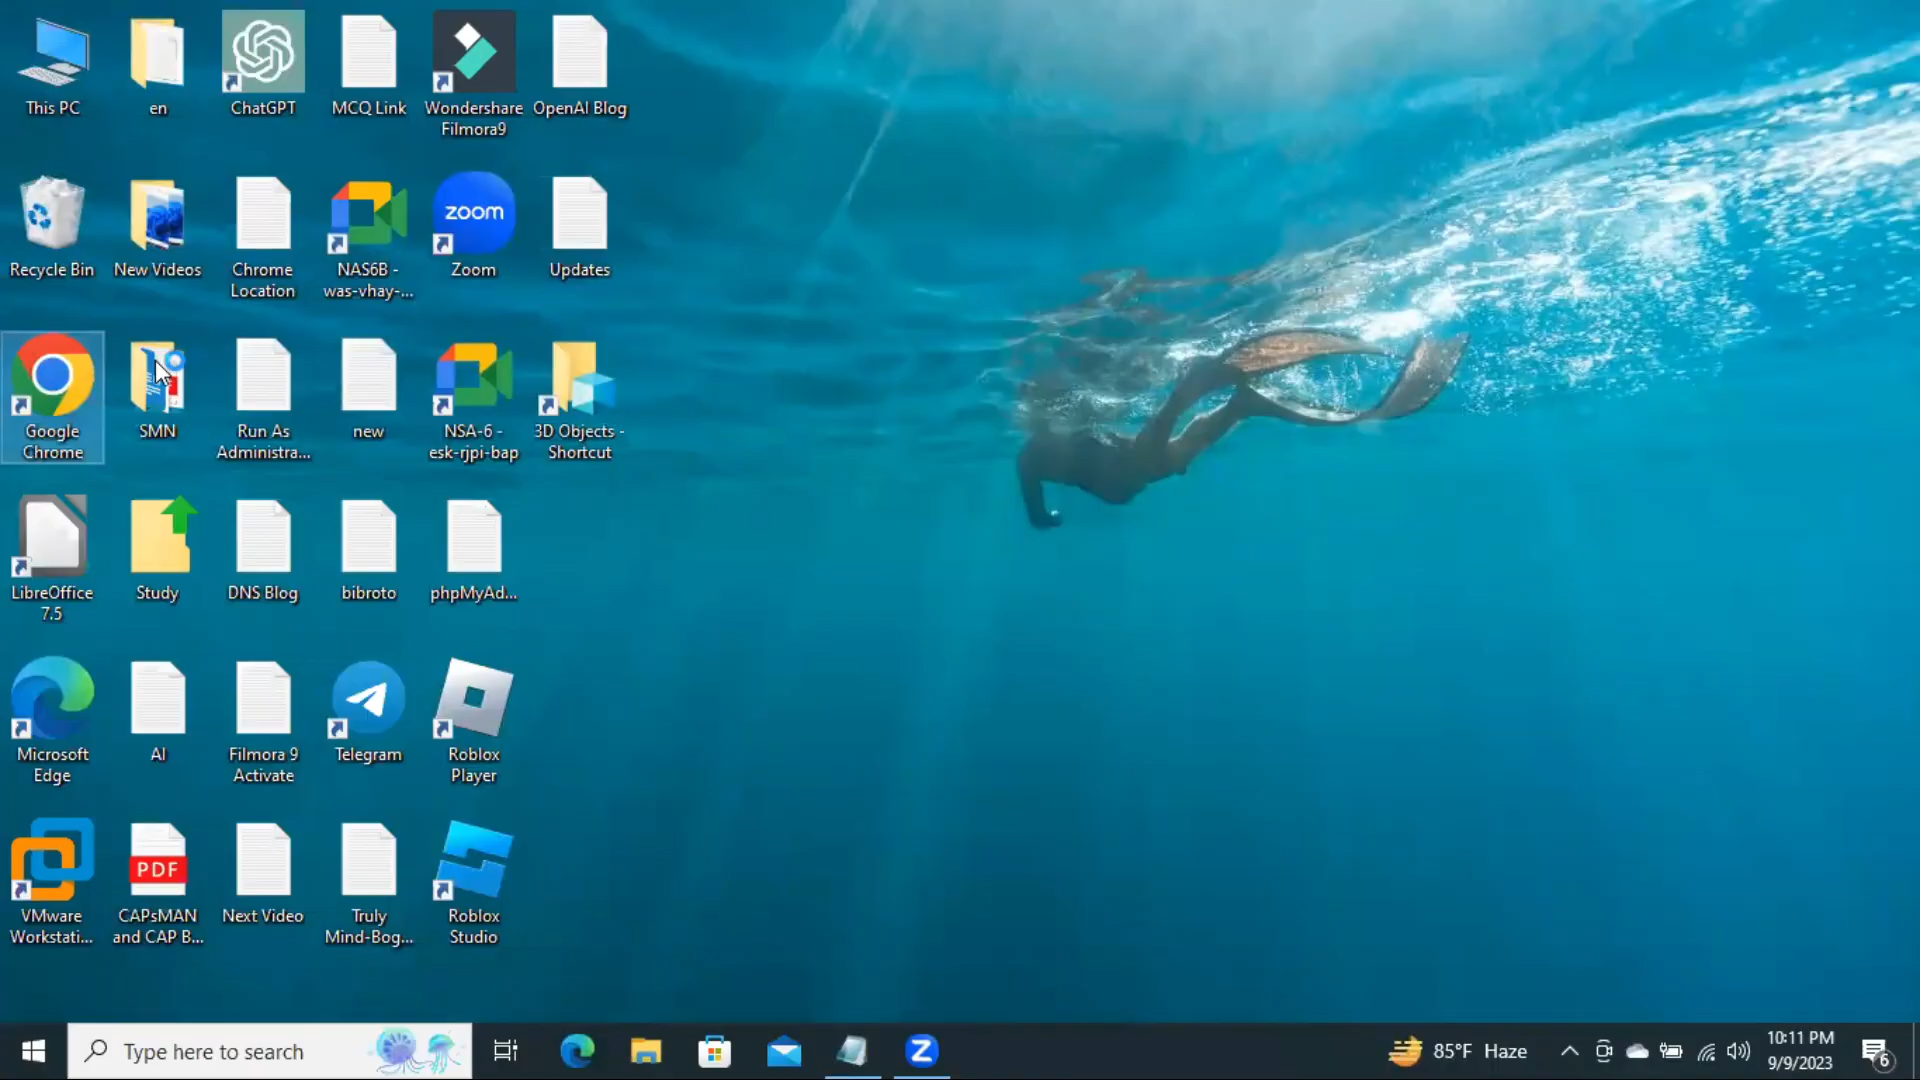 This PC
en
ChatGPT
MCQ Link
Wondershare
Filmora9
OpenAI Blog
Recycle Bin
New Videos
Chrome
Location
NAS6B -
was-vhay-...
zoom
Zoom
Updates
Google
Chrome
SMN
Run As
Administra...
new
NSA-6 -
esk-rjpi-bap
3D Objects -
Shortcut
LibreOffice
7.5
Study
DNS Blog
bibroto
phpMyAd...
Microsoft
Edge
AI
Filmora 9
Activate
Telegram
Roblox
Player
VMware
Workstati...
PDF
CAPsMAN
and CAP B...
Next Video
Truly
Mind-Bog...
Roblox
Studio
Type here to search
85°F Haze
10:11 PM
9/9/2023
6